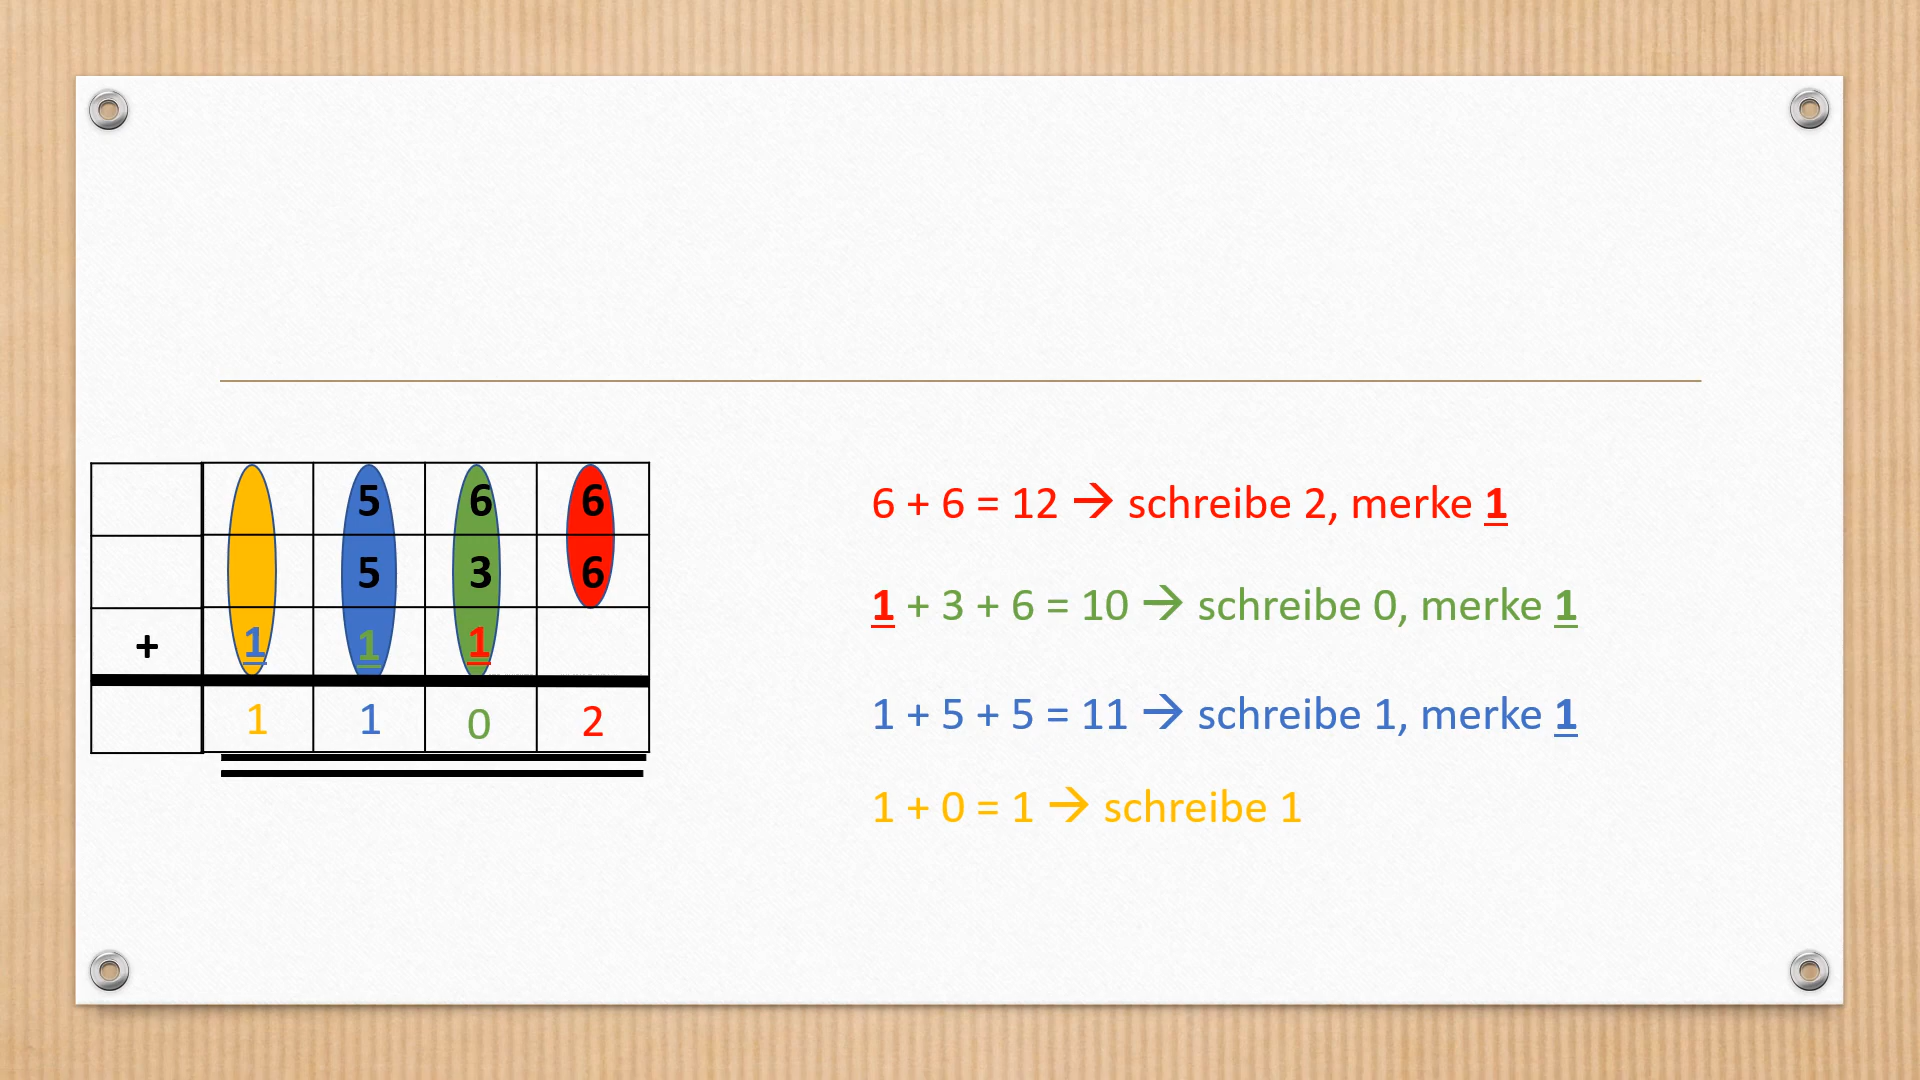 5 6 6
5 3 6
+ 1 1 1
1 1 0 2
6 + 6 = 12 → schreibe 2, merke 1
1 + 3 + 6 = 10 → schreibe 0, merke 1
1 + 5 + 5 = 11 → schreibe 1, merke 1
1 + 0 = 1 → schreibe 1